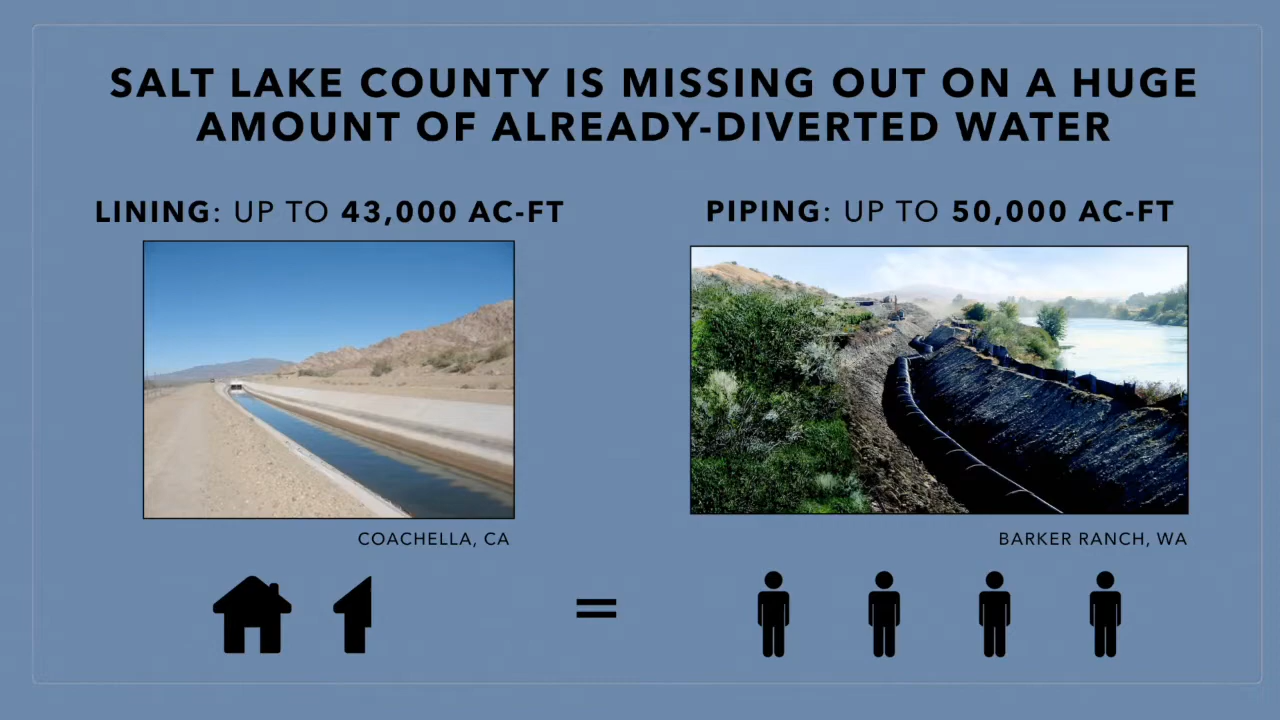 SALT LAKE COUNTY IS MISSING OUT ON A HUGE
AMOUNT OF ALREADY-DIVERTED WATER
LINING: UP TO 43,000 AC-FT
PIPING: UP TO 50,000 AC-FT
COACHELLA, CA
BARKER RANCH, WA
=